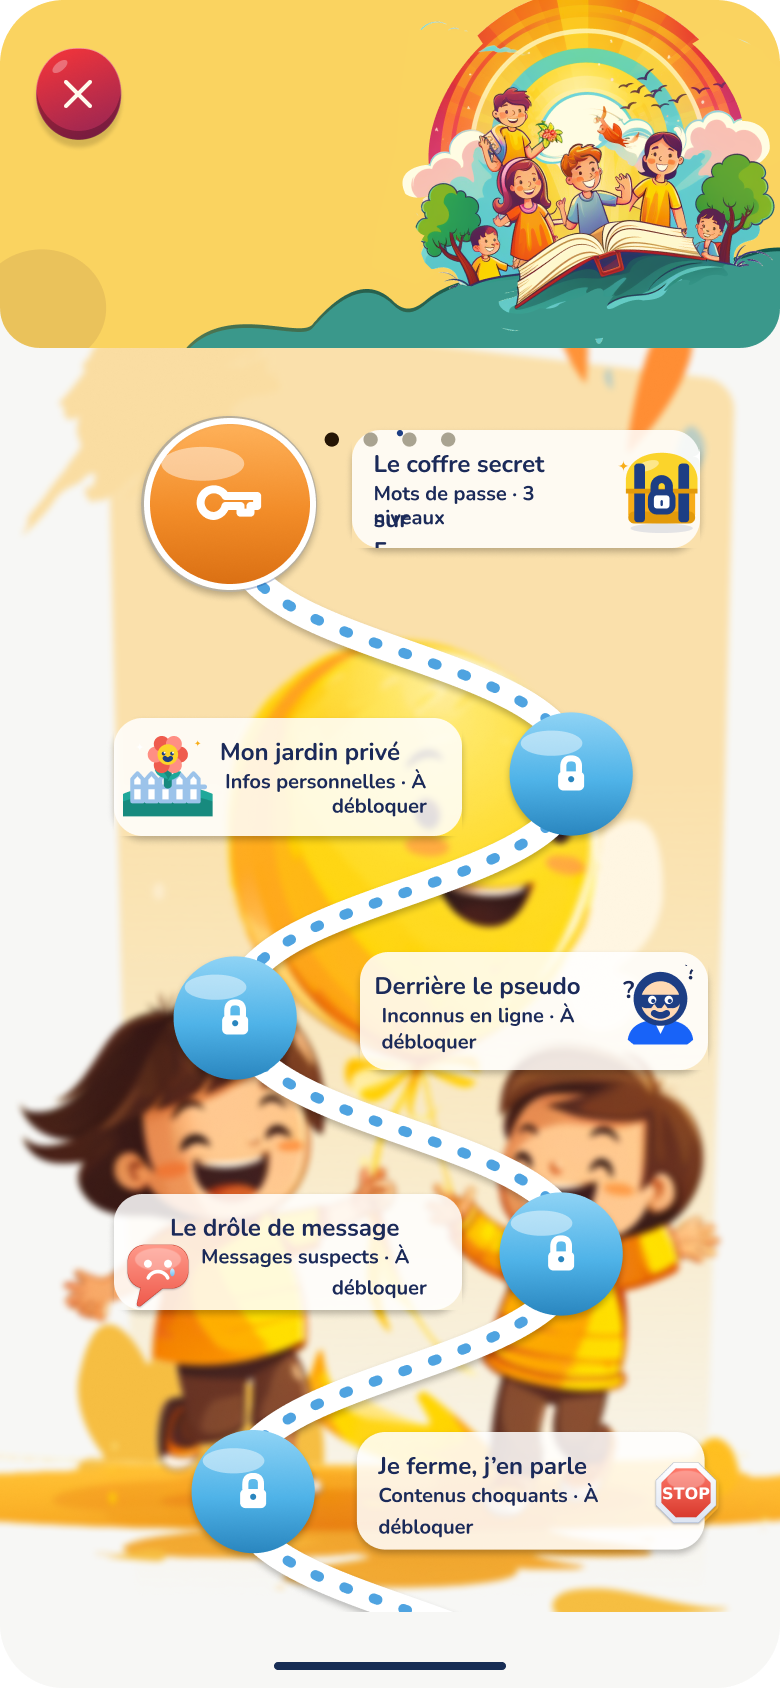 Le coffre secret
Mots de passe · 3
niveaux
sur
Mon jardin privé
Infos personnelles · À
débloquer
Derrière le pseudo
Inconnus en ligne · À
débloquer
Le drôle de message
Messages suspects · À
débloquer
Je ferme, j’en parle
Contenus choquants · À
débloquer
STOP